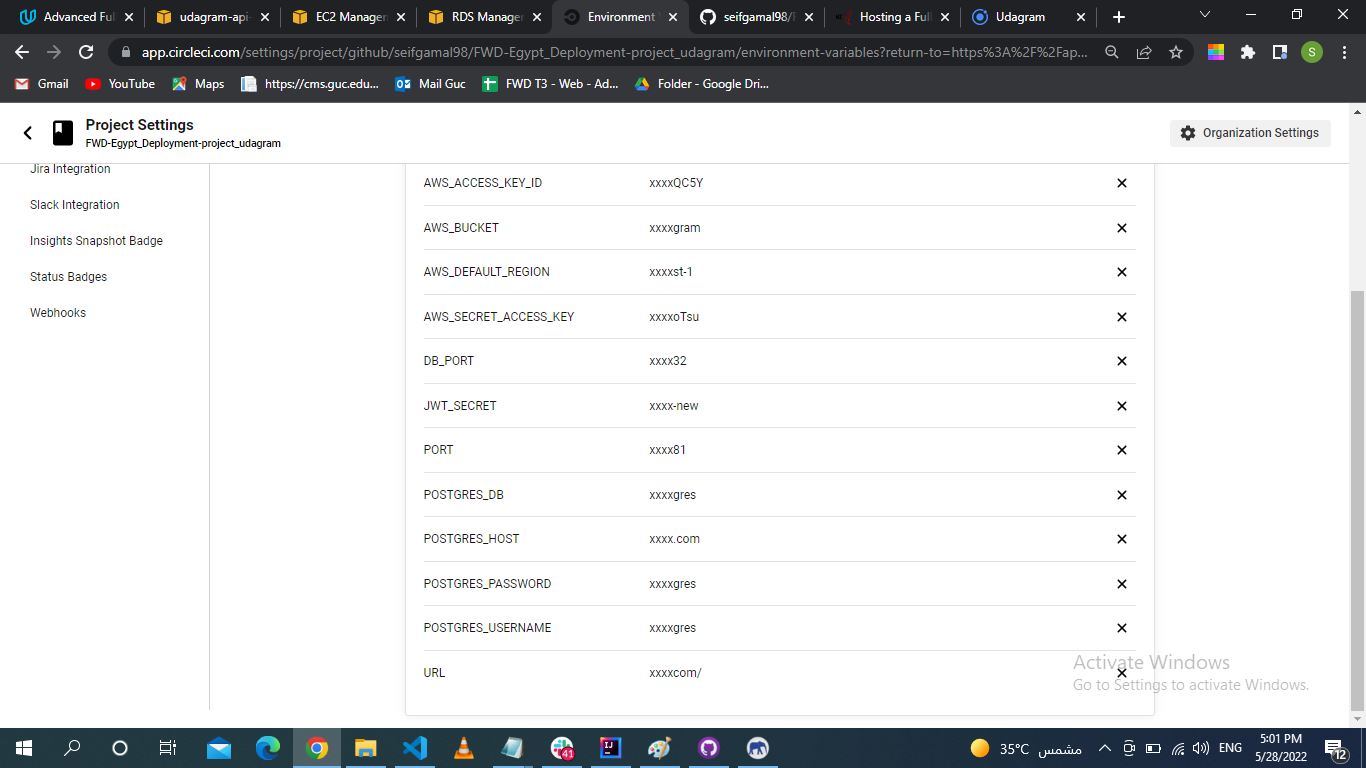 Advanced Ful
udagram-api-
EC2 Managem
RDS Manager
Environment
seifgamal98/F
Hosting a Full
Udagram
app.circleci.com/settings/project/github/seifgamal98/FWD-Egypt_Deployment-project_udagram/environment-variables?return-to=https%3A%2F%2Fap...
S
Gmail
YouTube
Maps
https://cms.guc.edu...
Mail Guc
FWD T3 - Web - Ad...
Folder - Google Dri...
Project Settings
FWD-Egypt_Deployment-project_udagram
Organization Settings
Jira Integration
Slack Integration
Insights Snapshot Badge
Status Badges
Webhooks
AWS_ACCESS_KEY_ID xxxxQC5Y
AWS_BUCKET xxxxgram
AWS_DEFAULT_REGION xxxxst-1
AWS_SECRET_ACCESS_KEY xxxxoTsu
DB_PORT xxxx32
JWT_SECRET xxxx-new
PORT xxxx81
POSTGRES_DB xxxxgres
POSTGRES_HOST xxxx.com
POSTGRES_PASSWORD xxxxgres
POSTGRES_USERNAME xxxxgres
URL xxxxcom/
Activate Windows
Go to Settings to activate Windows.
41
35°C مشمس
ENG
5:01 PM
5/28/2022
12